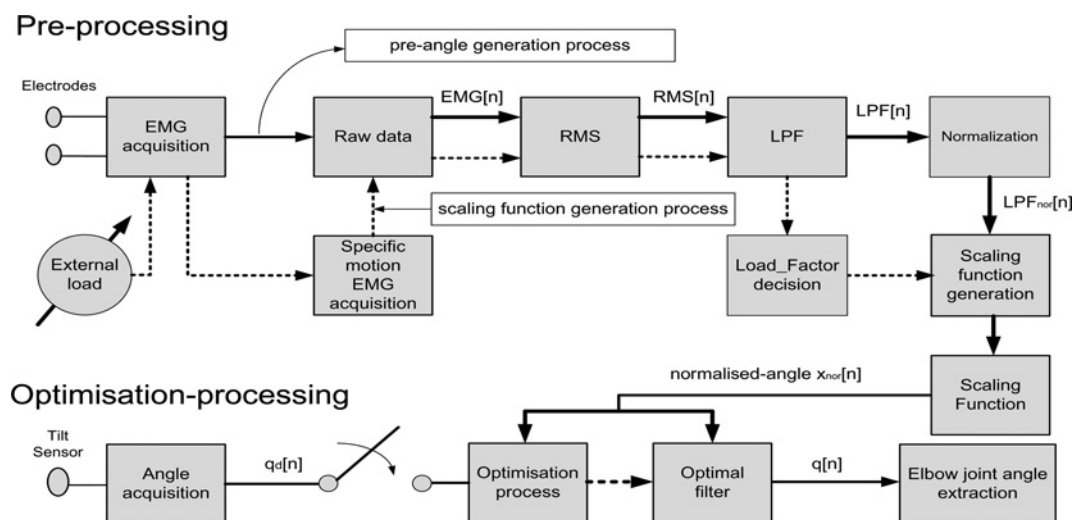 Pre-processing
pre-angle generation process
Electrodes
EMG
acquisition
Raw data
EMG[n]
RMS
RMS[n]
LPF
LPF[n]
Normalization
LPFnor[n]
scaling function generation process
External
load
Specific
motion
EMG
acquisition
Load_Factor
decision
Scaling
function
generation
normalised-angle xnor[n]
Scaling
Function
Optimisation-processing
Tilt
Sensor
Angle
acquisition
qd[n]
Optimisation
process
Optimal
filter
q[n]
Elbow joint angle
extraction